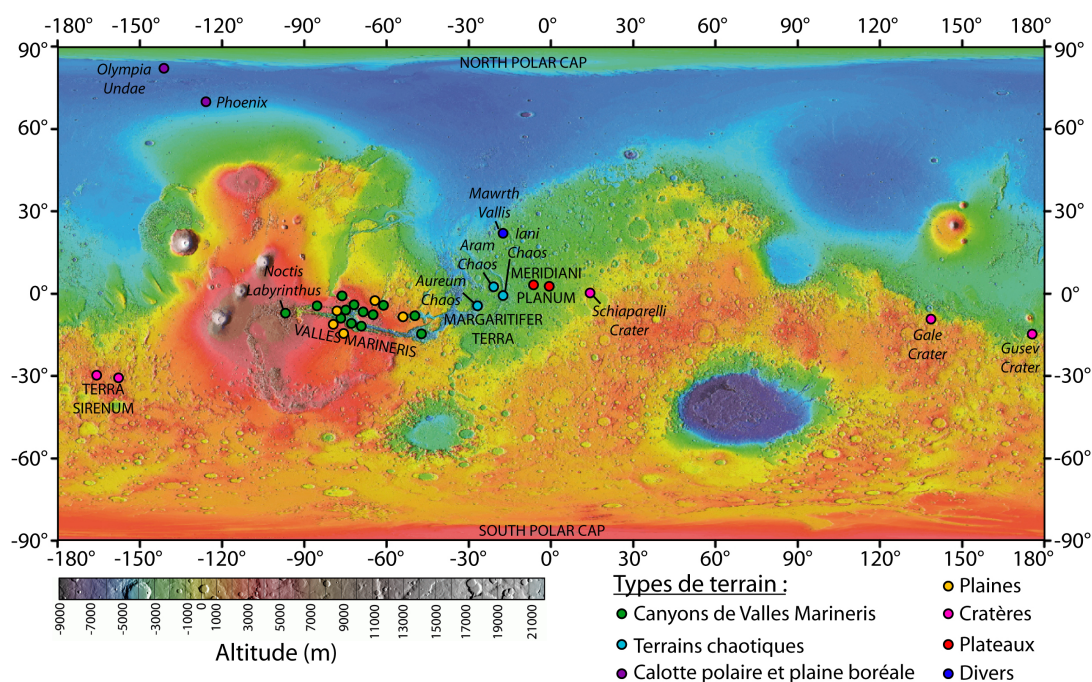 -180 -150 -120 -90 -60 -30 0° 30 60 90 120 150 180
90° 90°
NORTH POLAR CAP
Olympia
Undae
Phoenix
60° 60°
Mawrth
Vallis
30° 30°
Iani
Chaos
Aram
Chaos
Noctis
Labyrinthus
MERIDIANI
PLANUM
Aureum
Chaos
0° 0°
Schiaparelli
Crater
MARGARITIFER
TERRA
VALLES MARINERIS
Gale
Crater
Gusev
Crater
-30° -30°
TERRA
SIRENUM
-60° -60°
SOUTH POLAR CAP
-90° -90°
-180 -150 -120 -90 -60 -30 0° 30 60 90 120 150 180
-9000 -7000 -5000 -3000 -1000 0 1000 3000 5000 7000 9000 11000 13000 15000 17000 19000 21000
Altitude (m)
Types de terrain :
Canyons de Valles Marineris
Terrains chaotiques
Calotte polaire et plaine boréale
Plaines
Cratères
Plateaux
Divers